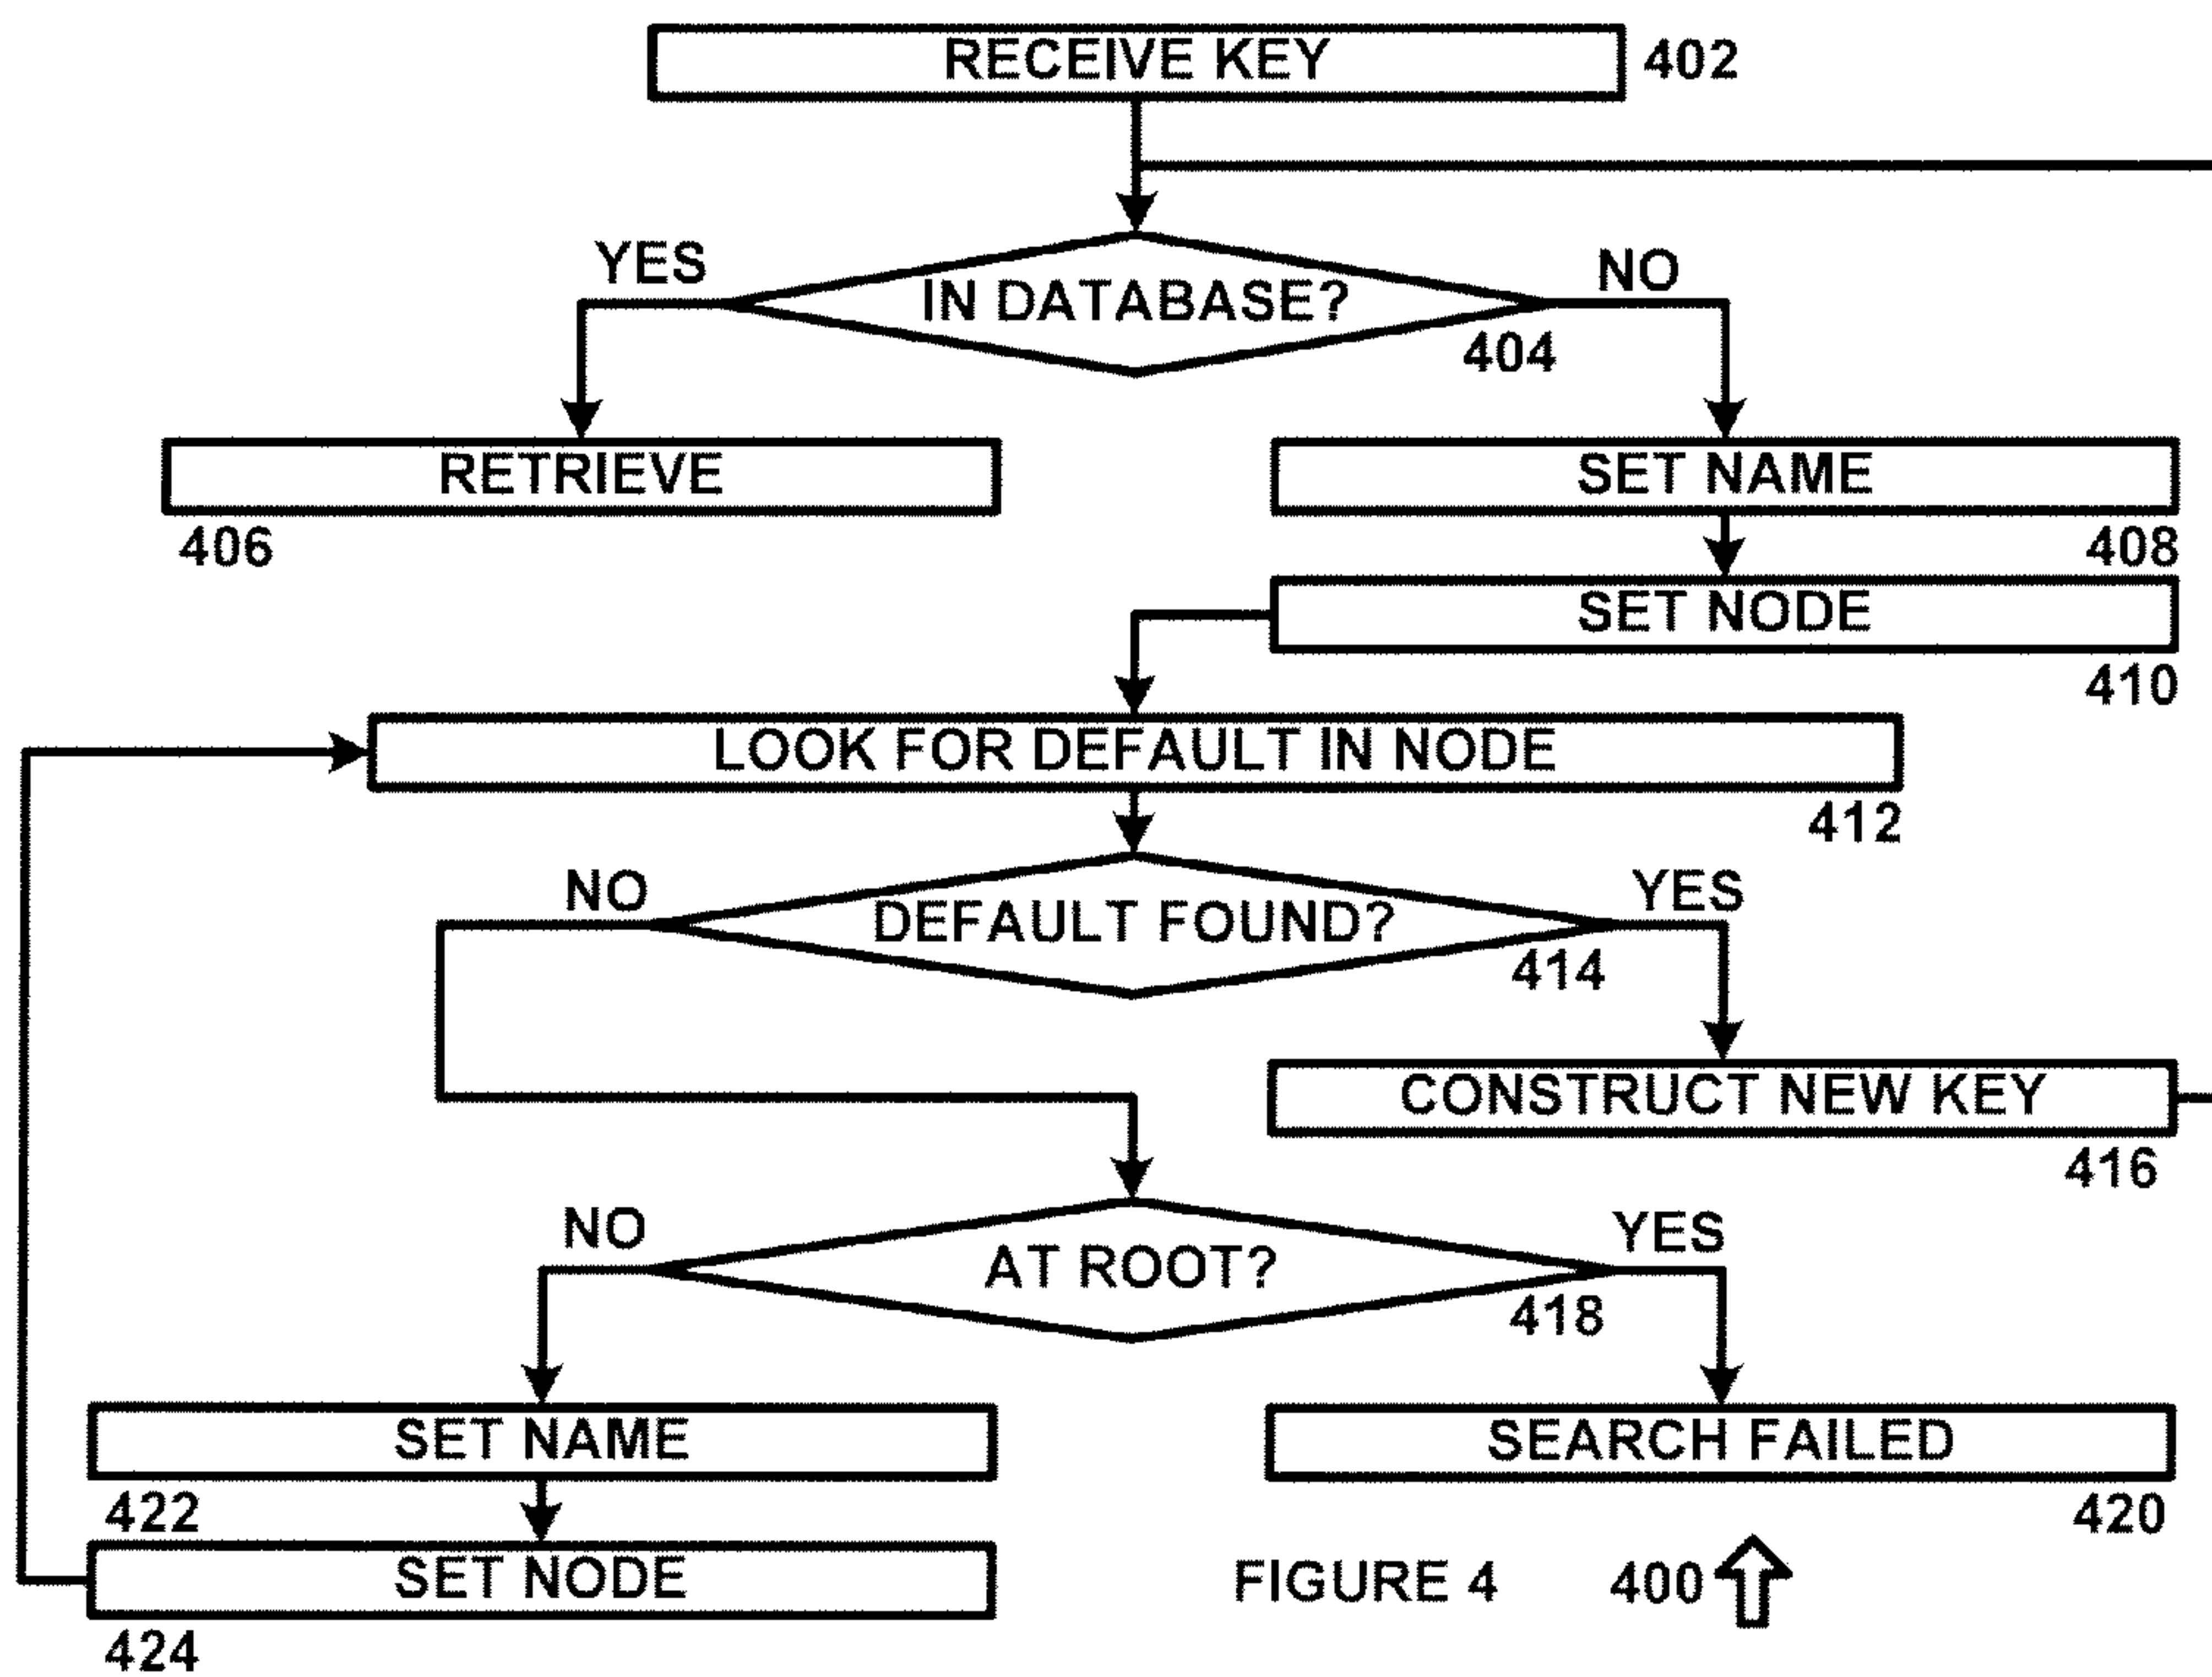 RECEIVE KEY 402
YES
NO
IN DATABASE?
404
RETRIEVE
SET NAME
406
408
SET NODE
410
LOOK FOR DEFAULT IN NODE
412
NO
YES
DEFAULT FOUND?
414
CONSTRUCT NEW KEY
416
NO
YES
AT ROOT?
418
SET NAME
SEARCH FAILED
422
420
SET NODE
FIGURE 4 400
424